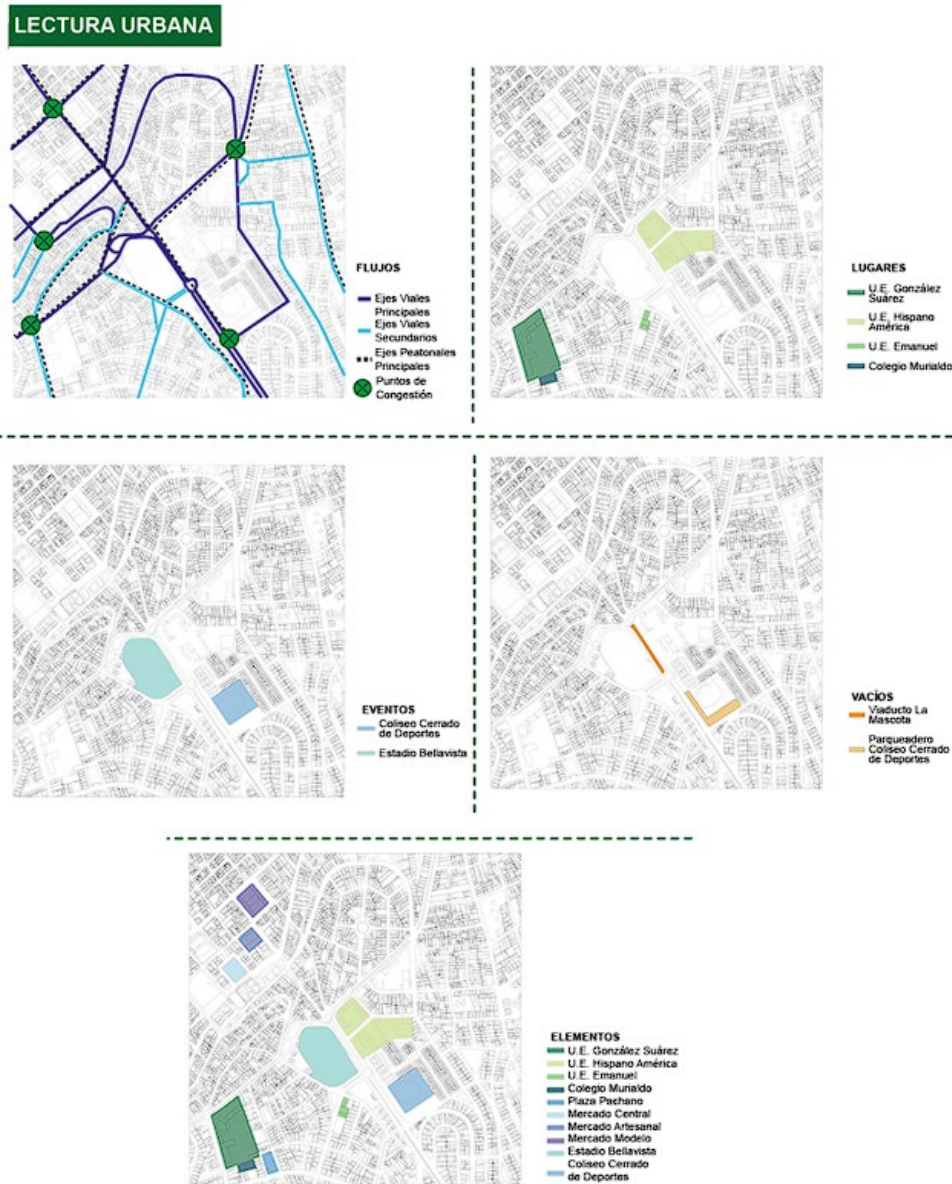 LECTURA URBANA
FLUJOS
Ejes Viales
Principales
Ejes Viales
Secundarios
Ejes Peatonales
Principales
Puntos de
Congestión
LUGARES
U.E. González
Suárez
U.E. Hispano
América
U.E. Emanuel
Colegio Murialdo
EVENTOS
Coliseo Cerrado
de Deportes
Estadio Bellavista
VACÍOS
Viaducto La
Mascota
Parqueadero
Coliseo Cerrado
de Deportes
ELEMENTOS
U.E. González Suárez
U.E. Hispano América
U.E. Emanuel
Colegio Murialdo
Plaza Pachano
Mercado Central
Mercado Artesanal
Mercado Modelo
Estadio Bellavista
Coliseo Cerrado
de Deportes